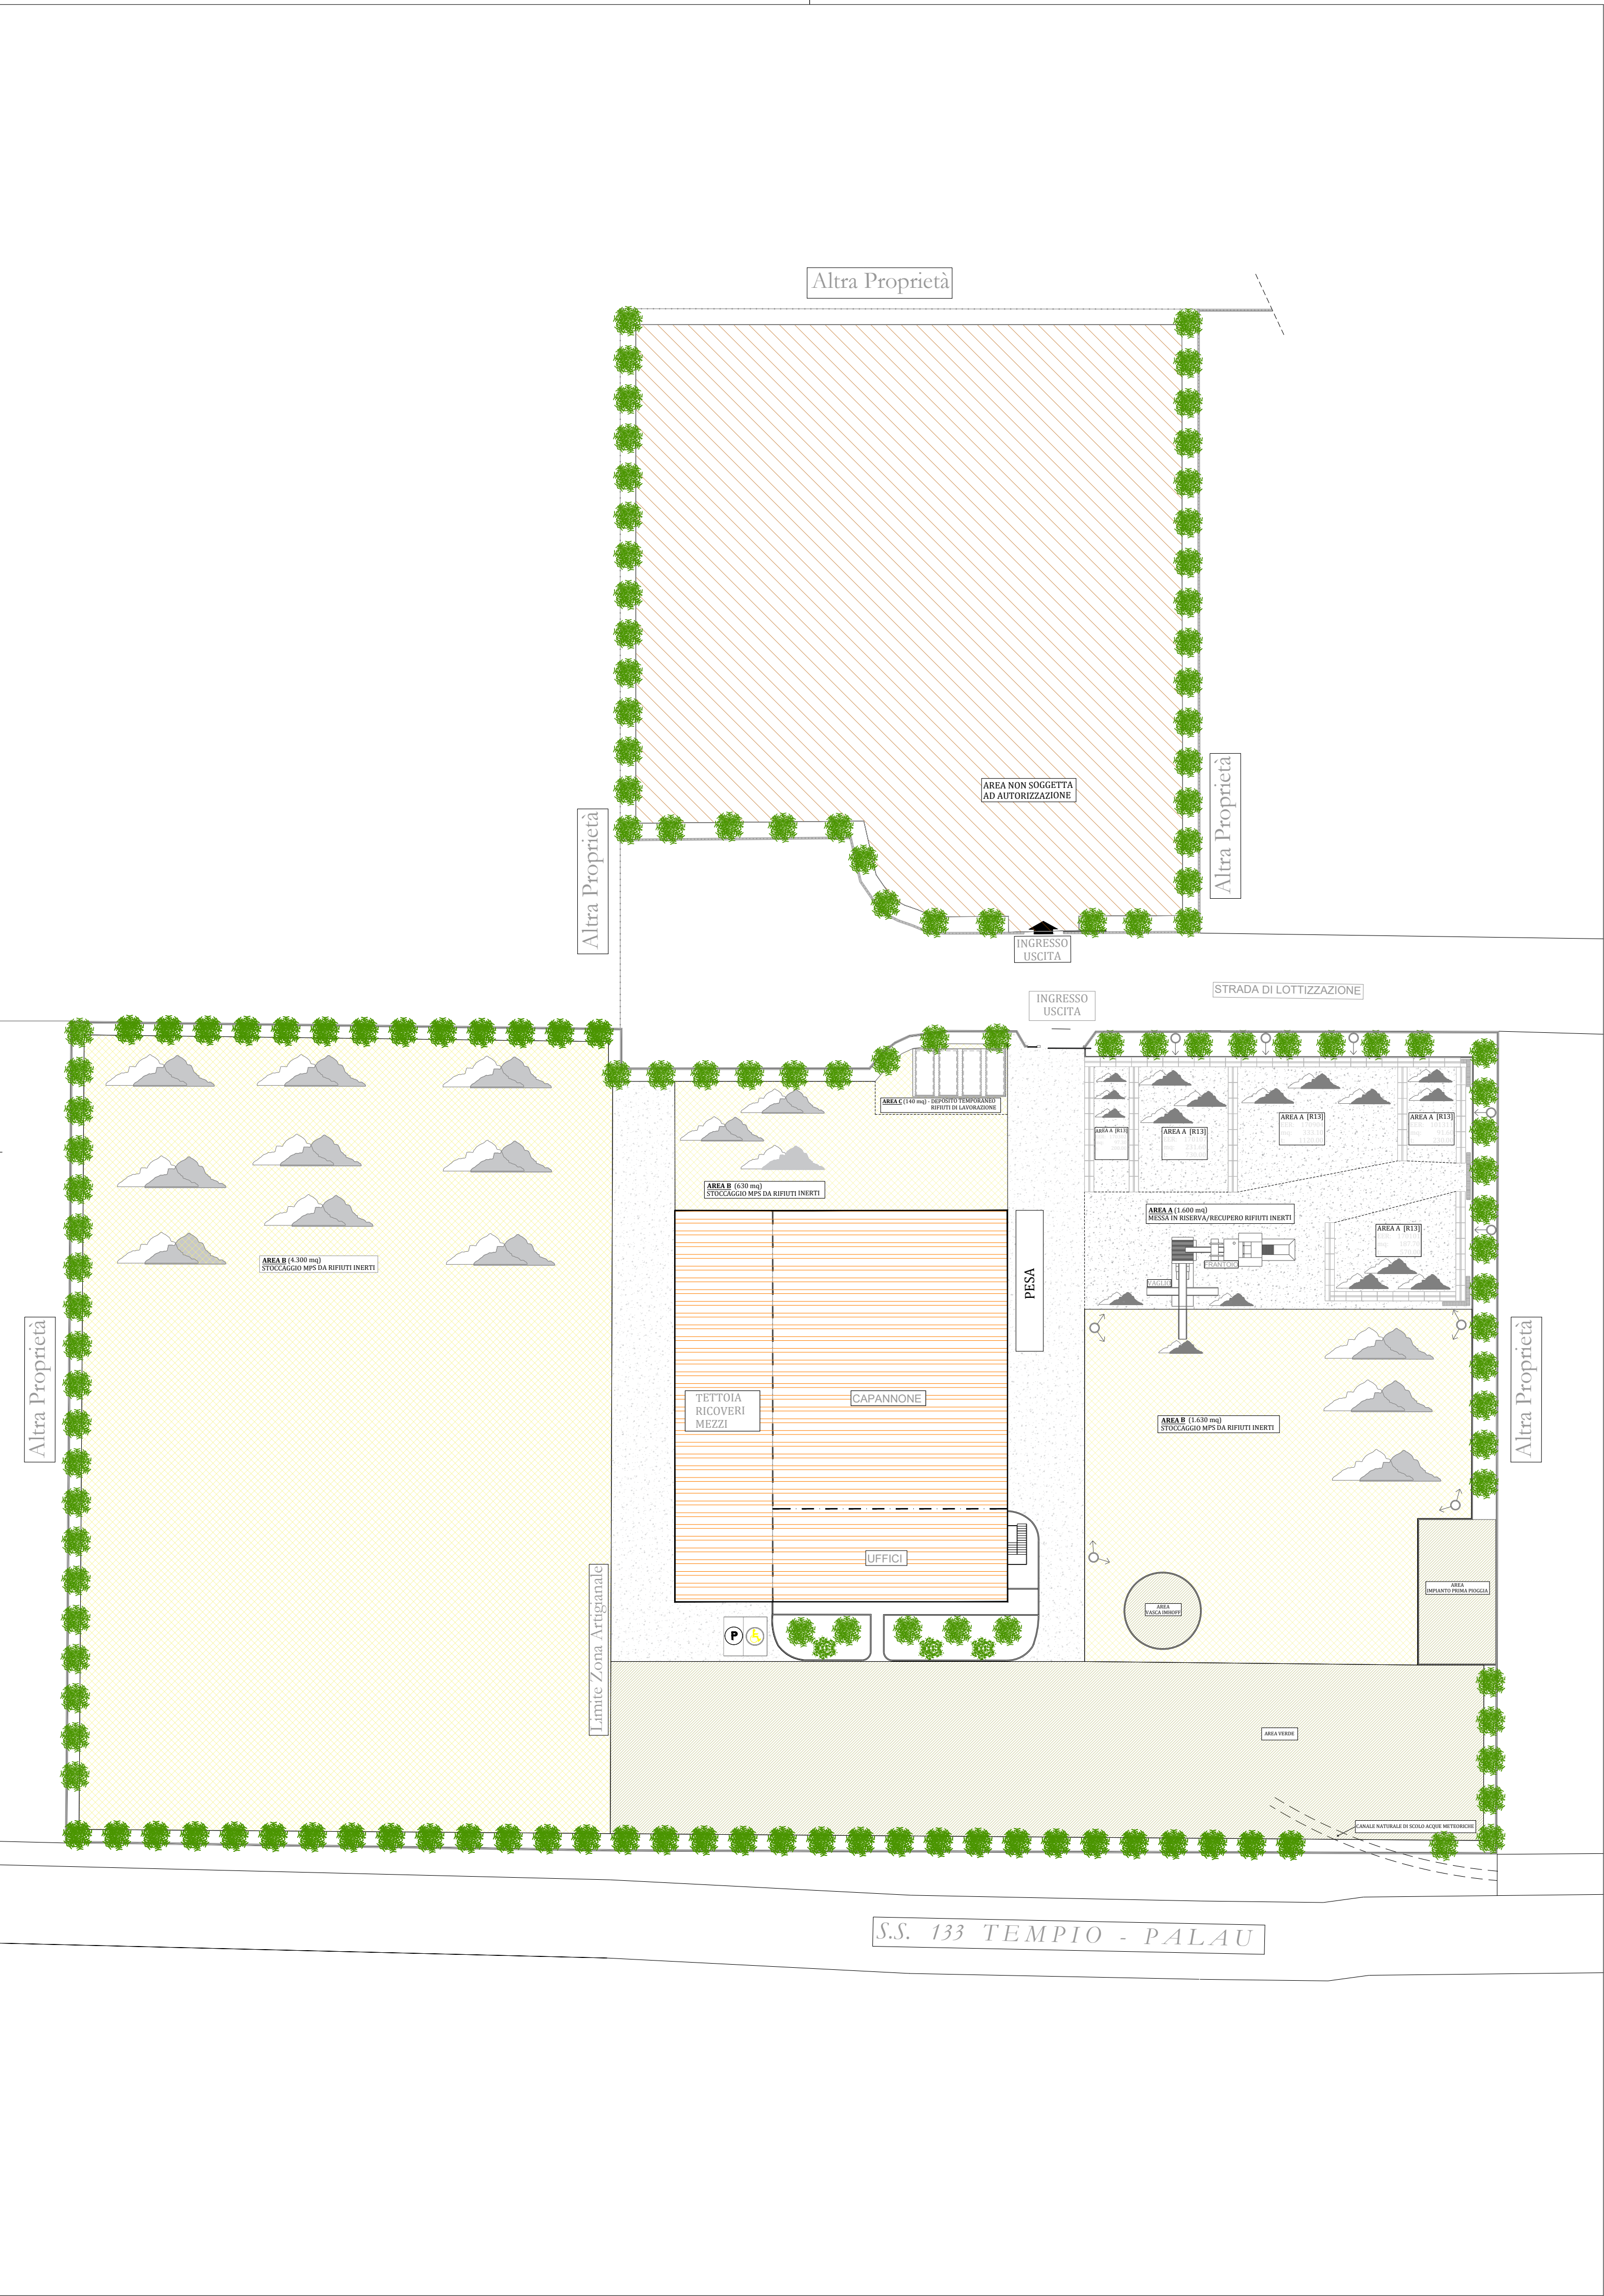 Altra Proprietà
Altra Proprietà
AREA NON SOGGETTA
AD AUTORIZZAZIONE
Altra Proprietà
INGRESSO
USCITA
STRADA DI LOTTIZZAZIONE
INGRESSO
USCITA
AREA C (140 mq) - DEPOSITO TEMPORANEO
RIFIUTI DI LAVORAZIONE
AREA A [R13]
AREA A [R13]
AREA A [R13]
AREA A [R13]
AREA B (630 mq)
STOCCAGGIO MPS DA RIFIUTI INERTI
AREA A (1.600 mq)
MESSA IN RISERVA/RECUPERO RIFIUTI INERTI
AREA A [R13]
AREA B (4.300 mq)
STOCCAGGIO MPS DA RIFIUTI INERTI
FRANTOIO
VAGLIO
PESA
Altra Proprietà
Altra Proprietà
TETTOIA
RICOVERI
MEZZI
CAPANNONE
AREA B (1.630 mq)
STOCCAGGIO MPS DA RIFIUTI INERTI
UFFICI
Limite Zona Artigianale
AREA
IMPIANTO PRIMA PIOGGIA
AREA
VASCA IMHOFF
P
AREA VERDE
CANALE NATURALE DI SCOLO ACQUE METEORICHE
S.S. 133 TEMPIO - PALAU